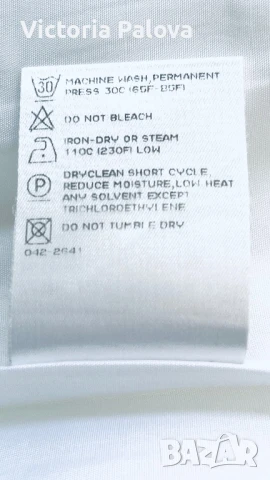 Victoria Palova
30
MACHINE WASH, PERMANENT
PRESS 30C (65F-85F)
DO NOT BLEACH
IRON-DRY OR STEAM
110C (230F) LOW
P
DRYCLEAN SHORT CYCLE,
REDUCE MOISTURE, LOW HEAT
ANY SOLVENT EXCEPT
TRICHLOROETHYLENE
DO NOT TUMBLE DRY
042-2641
BAZAR